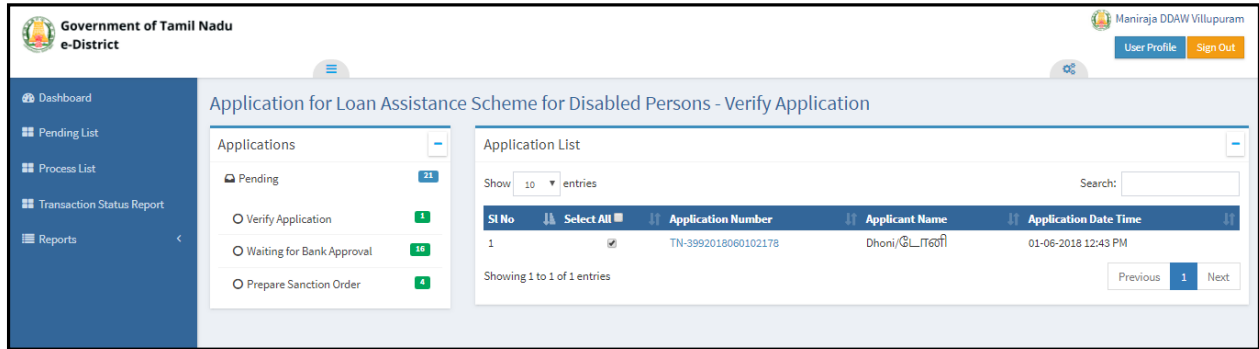 Government of Tamil Nadu
e-District
Maniraja DDAW Villupuram
User Profile
Sign Out
Dashboard
Pending List
Process List
Transaction Status Report
Reports
Application for Loan Assistance Scheme for Disabled Persons - Verify Application
Applications
Pending 21
Verify Application 1
Waiting for Bank Approval 16
Prepare Sanction Order 4
Application List
Show 10 entries Search:
Sl No Select All Application Number Applicant Name Application Date Time
1 TN-3992018060102178 Dhoni/டோனி 01-06-2018 12:43 PM
Showing 1 to 1 of 1 entries
Previous 1 Next